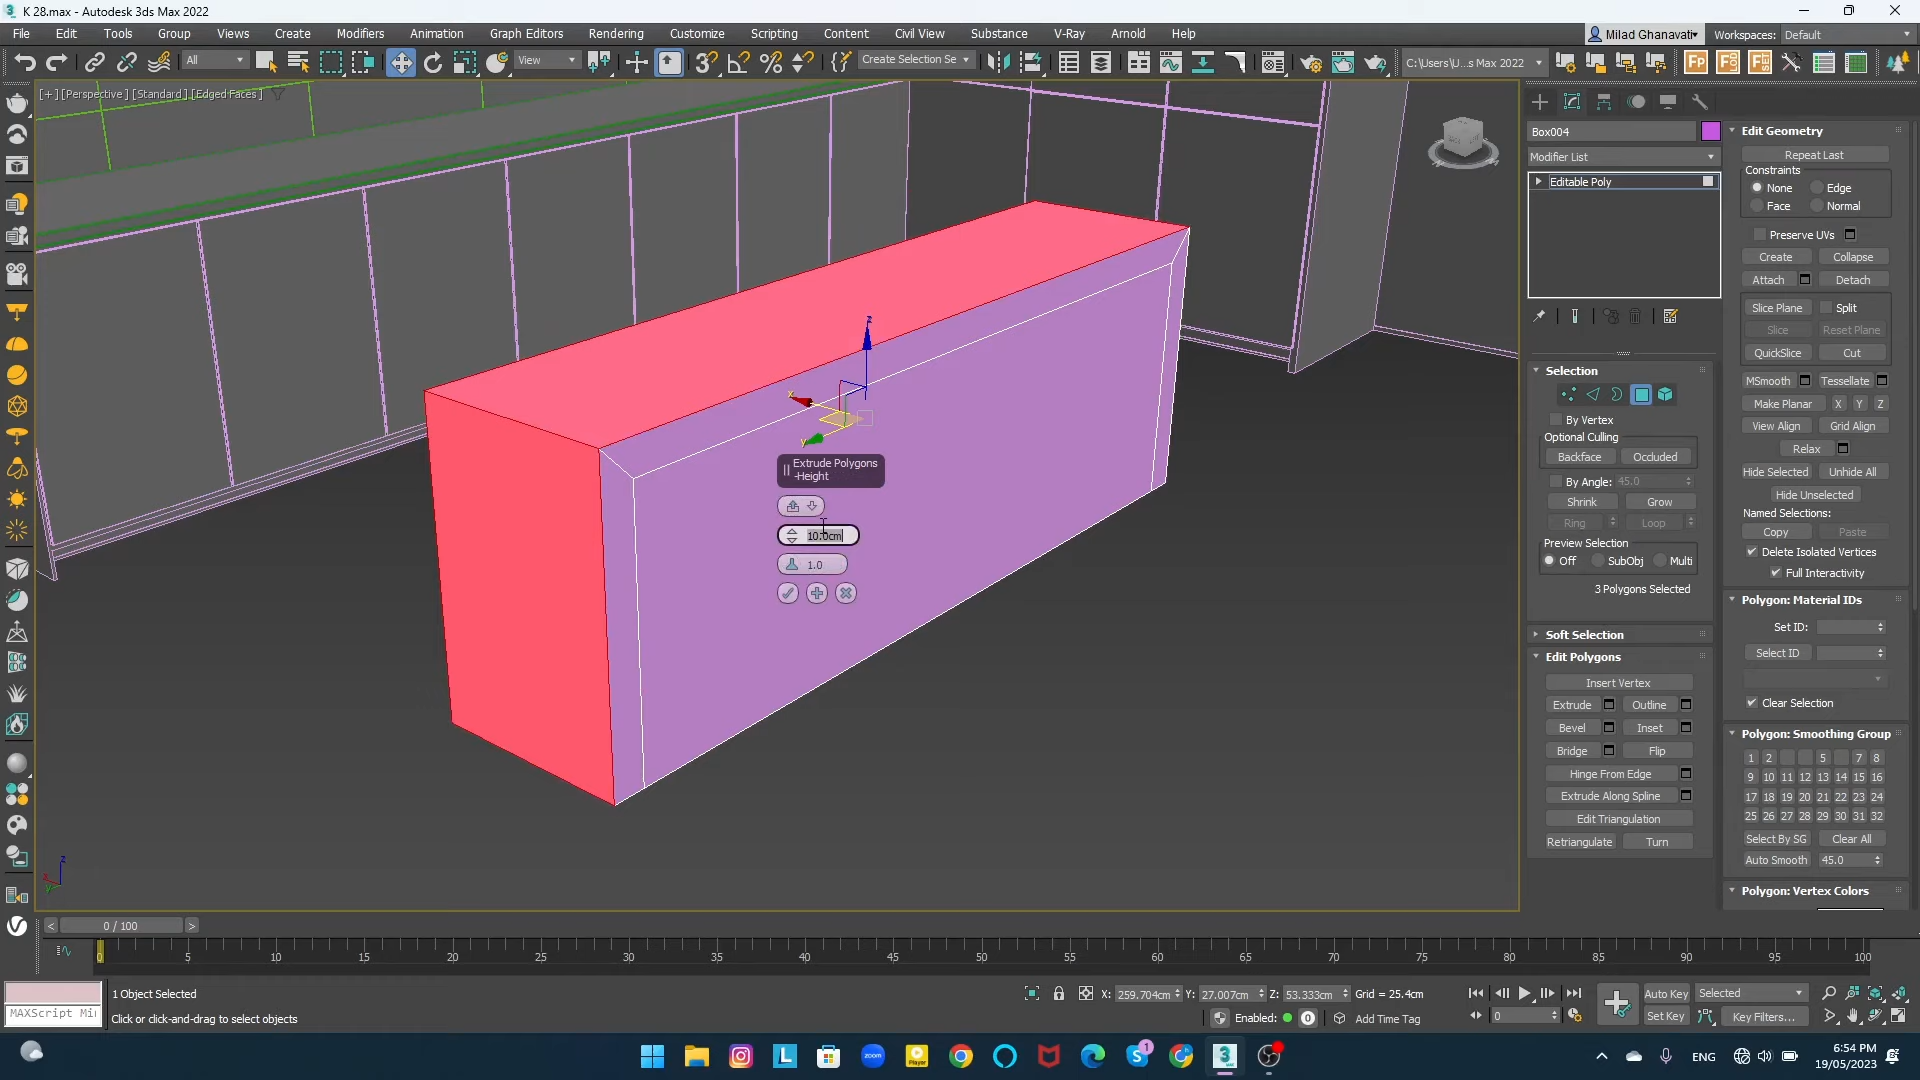 K 28.max - Autodesk 3ds Max 2022
File Edit Tools Group Views Create Modifiers Animation Graph Editors Rendering Customize Scripting Content Civil View Substance V-Ray Arnold Help
Milad Ghanavati
Workspaces: Default
All
View
Create Selection Se
C:\Users\U...s Max 2022
[+] [Perspective] [Standard] [Edged Faces]
Box004
Modifier List
Editable Poly
Selection
By Vertex
Optional Culling
Backface Occluded
By Angle: 45.0
Shrink Grow
Ring Loop
Preview Selection
Off SubObj Multi
3 Polygons Selected
Soft Selection
Edit Polygons
Insert Vertex
Extrude Outline
Bevel Inset
Bridge Flip
Hinge From Edge
Extrude Along Spline
Edit Triangulation
Retriangulate Turn
Edit Geometry
Repeat Last
Constraints
None Edge
Face Normal
Preserve UVs
Create Collapse
Attach Detach
Slice Plane Split
Slice Reset Plane
QuickSlice Cut
MSmooth Tessellate
Make Planar X Y Z
View Align Grid Align
Relax
Hide Selected Unhide All
Hide Unselected
Named Selections:
Copy Paste
Delete Isolated Vertices
Full Interactivity
Polygon: Material IDs
Set ID:
Select ID
Clear Selection
Polygon: Smoothing Group
1 2 5 7 8
9 10 11 12 13 14 15 16
17 18 19 20 21 22 23 24
25 26 27 28 29 30 31 32
Select By SG Clear All
Auto Smooth 45.0
Polygon: Vertex Colors
z
x
y
Extrude Polygons
-Height
10.0cm
1.0
z
x
y
< 0 / 100 >
0 5 10 15 20 25 30 35 40 45 50 55 60 65 70 75 80 85 90 95 100
MAXScript Mi
1 Object Selected
Click or click-and-drag to select objects
X: 259.704cm Y: 27.007cm Z: 53.333cm Grid = 25.4cm
Enabled: 0 Add Time Tag
0
Auto Key Selected
Set Key Key Filters...
zoom
Player
1
3
ENG
6:54 PM
19/05/2023